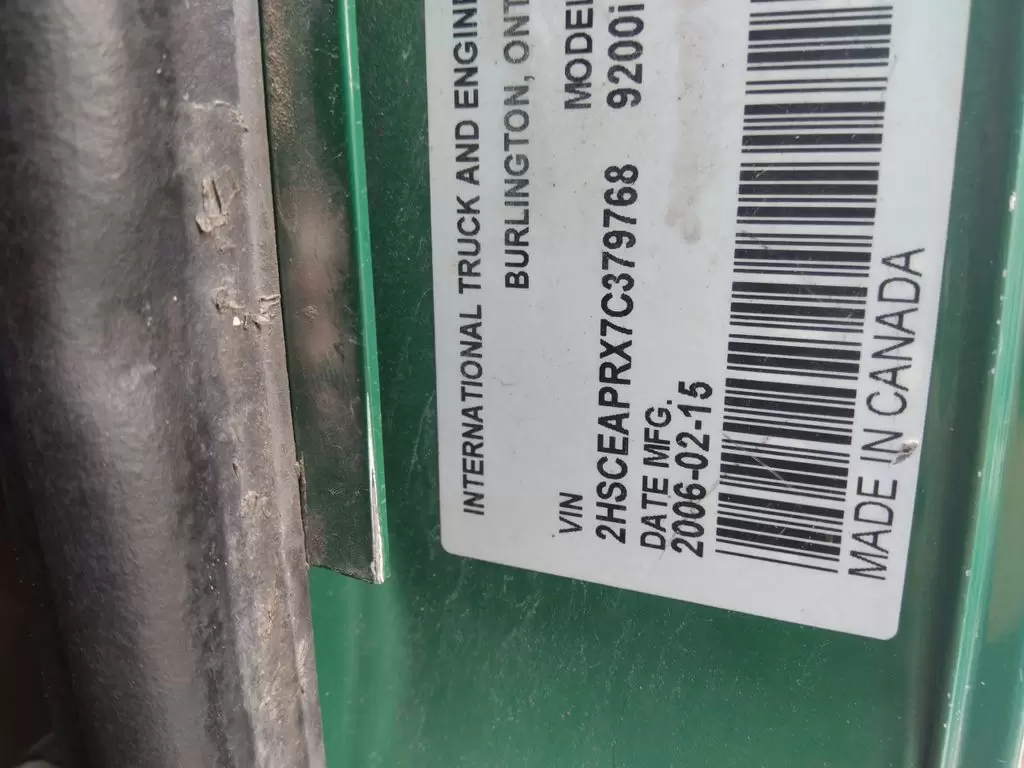 INTERNATIONAL TRUCK AND ENGINE
BURLINGTON, ONT
VIN
MODEL
2HSCEAPRX7C379768
9200i
DATE MFG.
2006-02-15
MADE IN CANADA